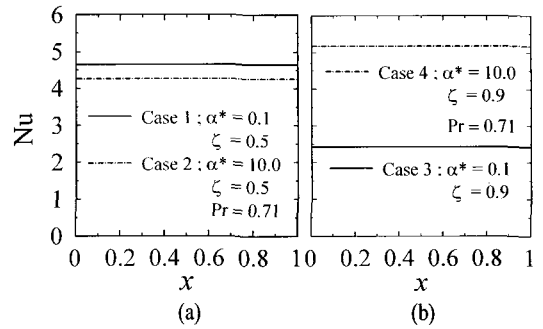 6
5
4
3
2
1
0
Nu
Case 1 ; α* = 0.1
ζ = 0.5
Case 2 ; α* = 10.0
ζ = 0.5
Pr = 0.71
0 0.2 0.4 0.6 0.8 1
x
(a)
Case 4 ; α* = 10.0
ζ = 0.9
Pr = 0.71
Case 3 ; α* = 0.1
ζ = 0.9
0 0.2 0.4 0.6 0.8 1
x
(b)